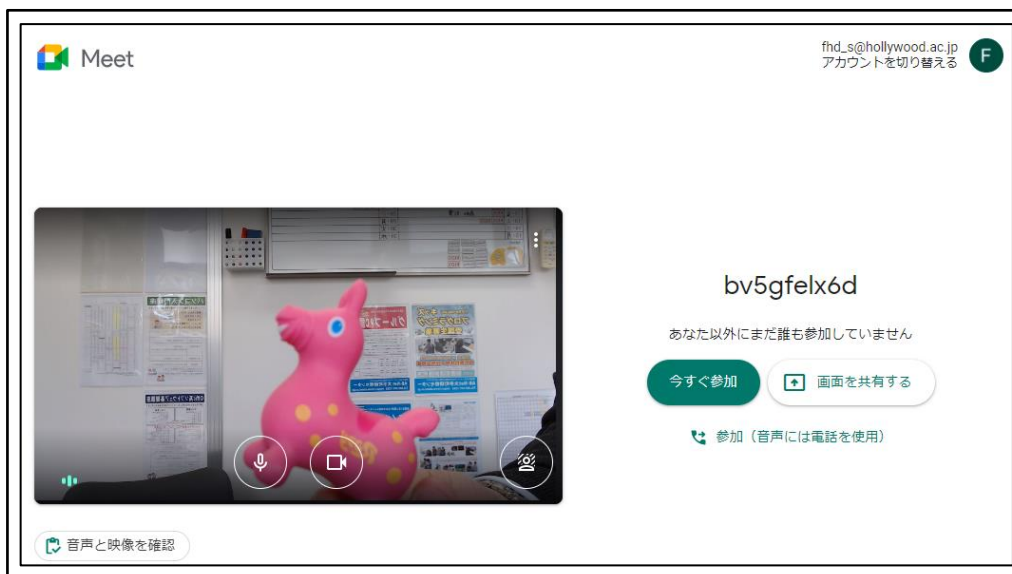 Meet
fhd_s@hollywood.ac.jp
アカウントを切り替える
F
bv5gfelx6d
あなた以外にまだ誰も参加していません
今すぐ参加
画面を共有する
参加（音声には電話を使用）
音声と映像を確認